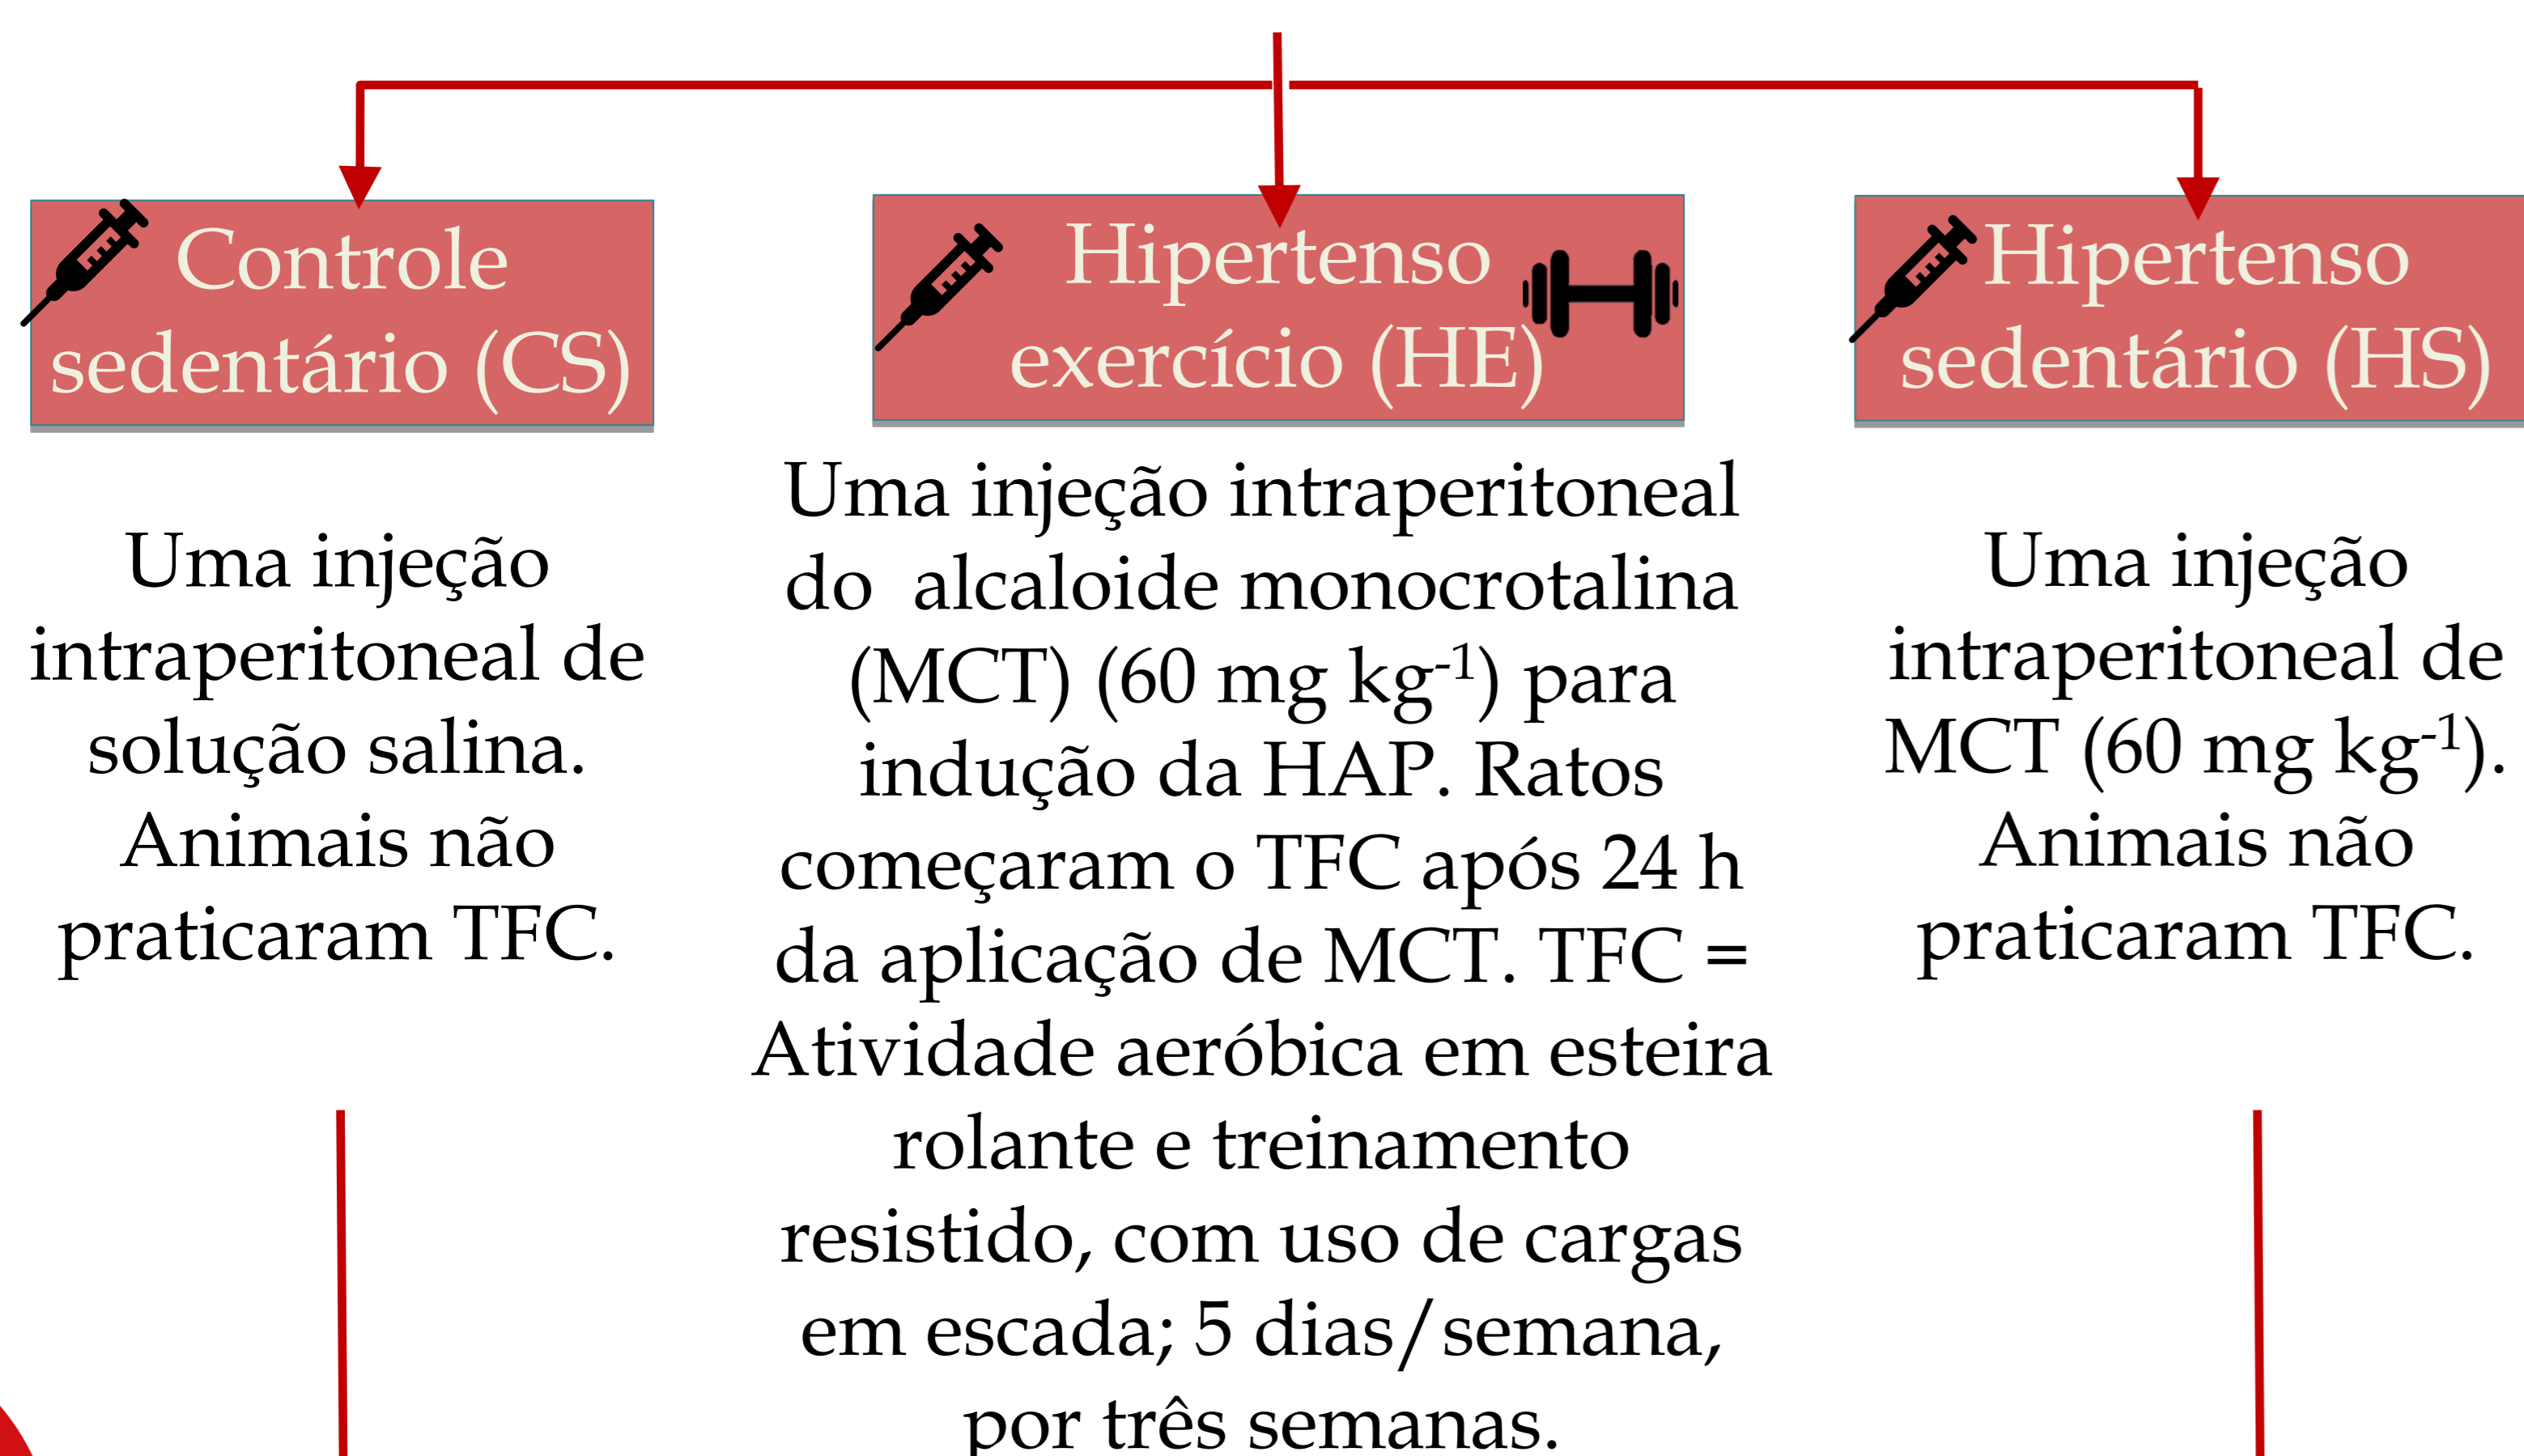 Controle
sedentário (CS)
Uma injeção
intraperitoneal de
solução salina.
Animais não
praticaram TFC.
Hipertenso
exercício (HE)
Uma injeção intraperitoneal
do alcaloide monocrotalina
(MCT) (60 mg kg⁻¹) para
indução da HAP. Ratos
começaram o TFC após 24 h
da aplicação de MCT. TFC =
Atividade aeróbica em esteira
rolante e treinamento
resistido, com uso de cargas
em escada; 5 dias/semana,
por três semanas.
Hipertenso
sedentário (HS)
Uma injeção
intraperitoneal de
MCT (60 mg kg⁻¹).
Animais não
praticaram TFC.